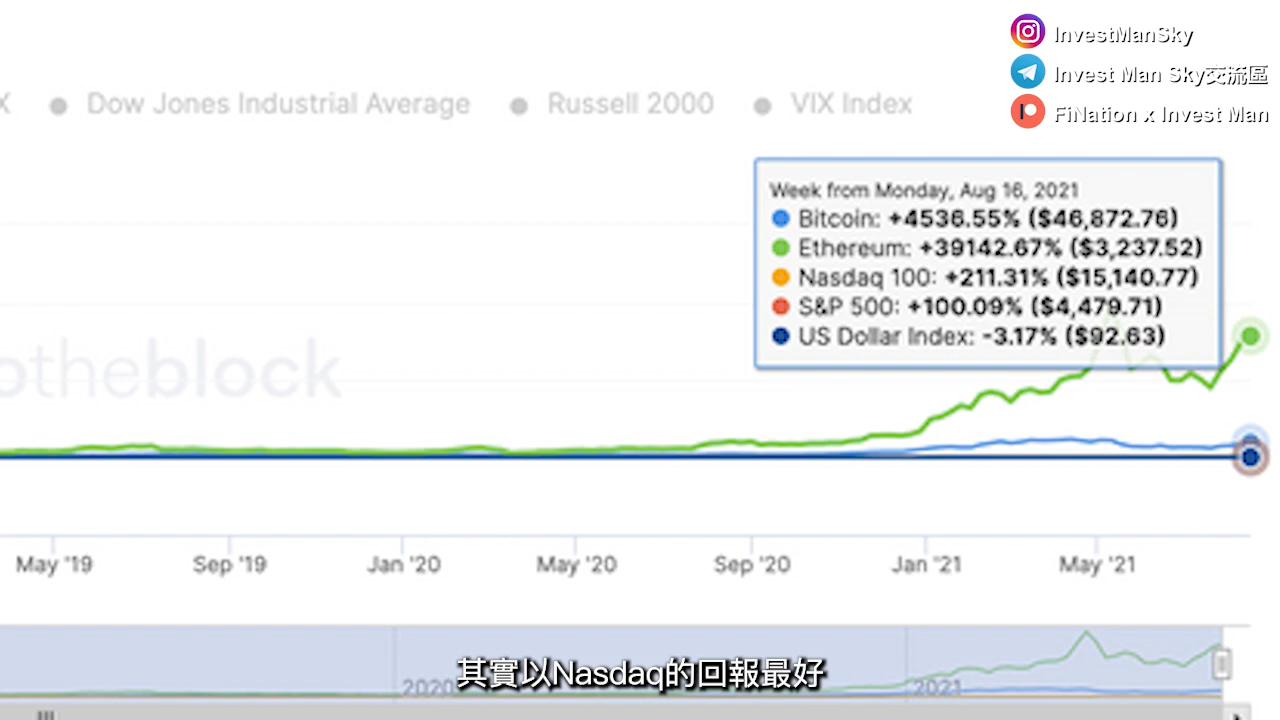 InvestManSky
Invest Man Sky交流區
FiNation x Invest Man
X Dow Jones Industrial Average Russell 2000 VIX Index
Week from Monday, Aug 16, 2021
Bitcoin: +4536.55% ($46,872.76)
Ethereum: +39142.67% ($3,237.52)
Nasdaq 100: +211.31% ($15,140.77)
S&P 500: +100.09% ($4,479.71)
US Dollar Index: -3.17% ($92.63)
otheblock
May '19 Sep '19 Jan '20 May '20 Sep '20 Jan '21 May '21
2020 2021
其實以Nasdaq的回報最好